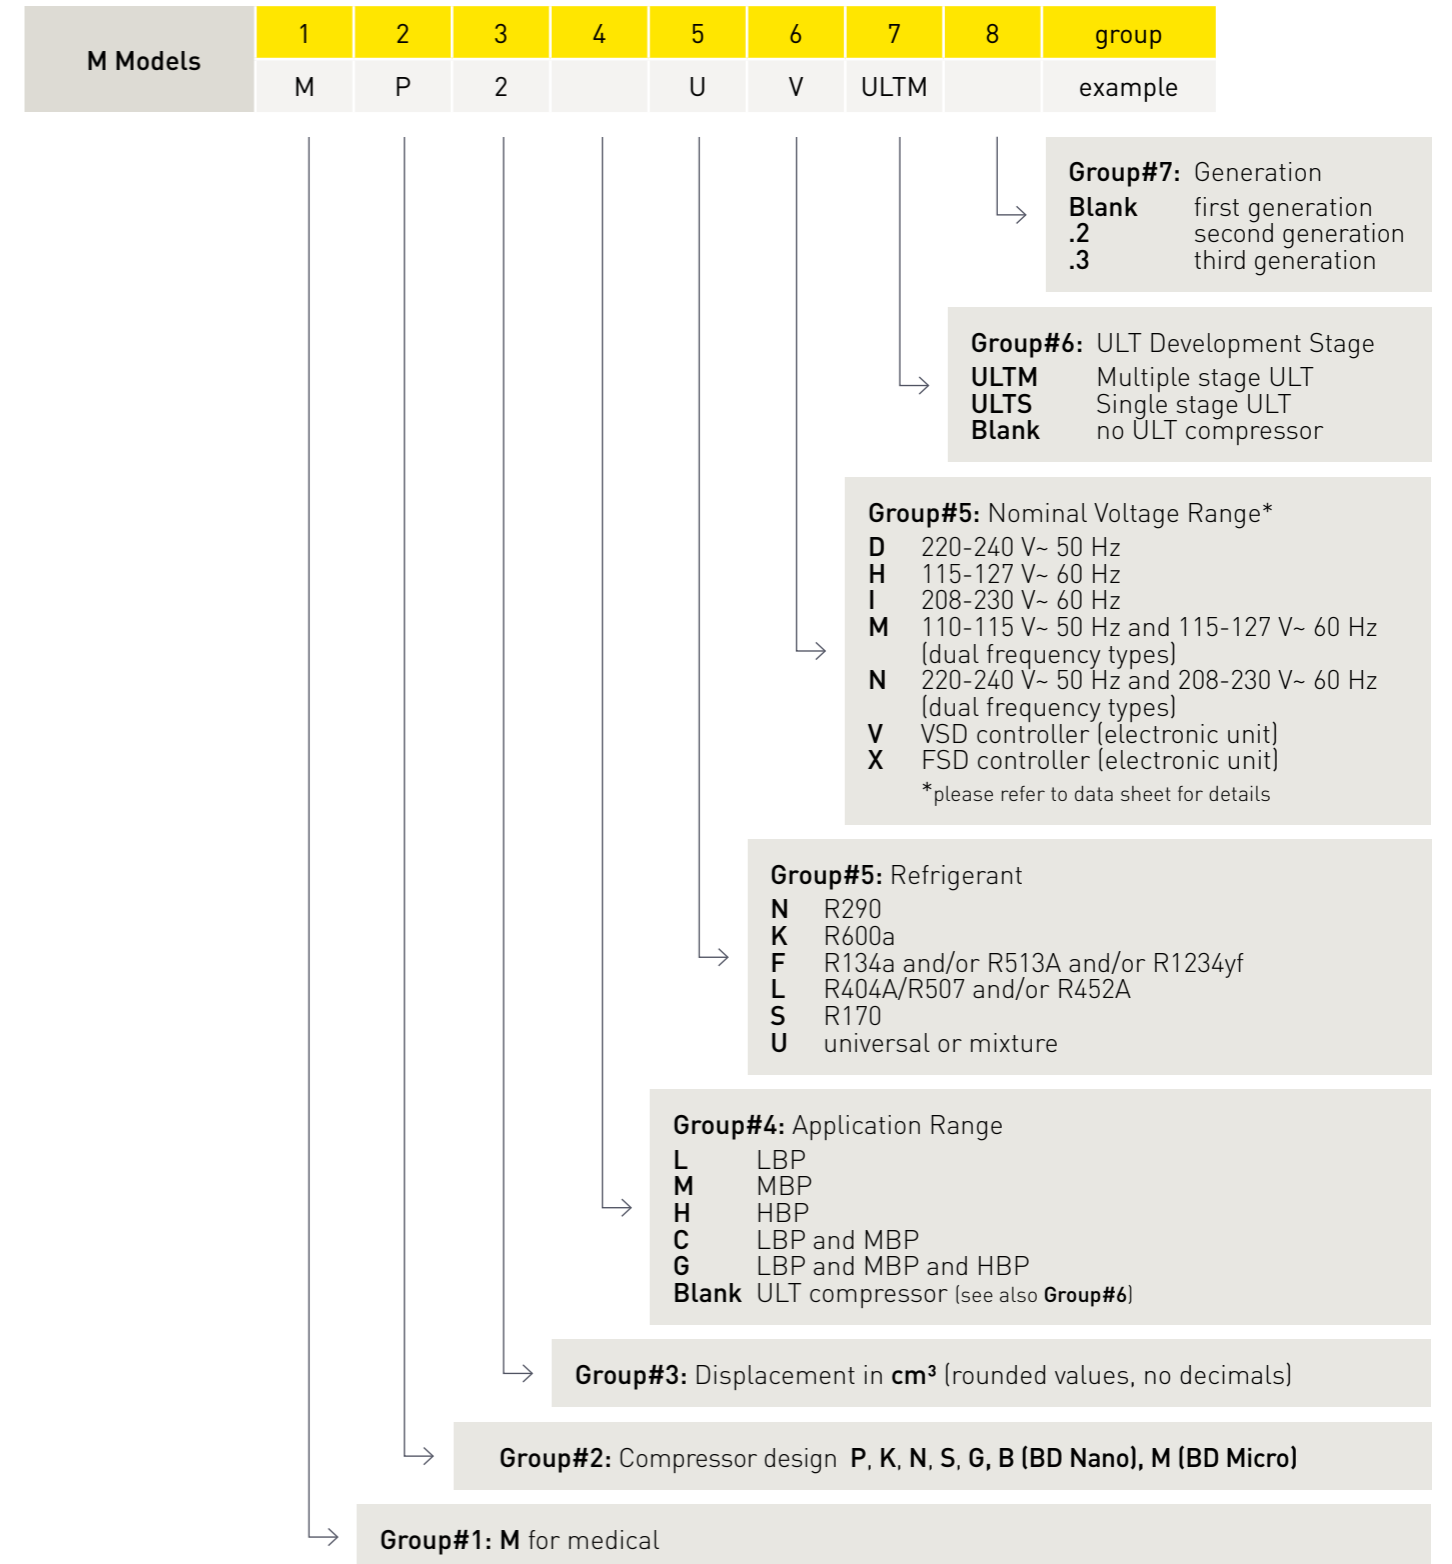 M Models
1 2 3 4 5 6 7 8 group
M P 2 U V ULTM example
Group#7: Generation
Blank first generation
.2 second generation
.3 third generation
Group#6: ULT Development Stage
ULTM Multiple stage ULT
ULTS Single stage ULT
Blank no ULT compressor
Group#5: Nominal Voltage Range*
D 220-240 V~ 50 Hz
H 115-127 V~ 60 Hz
I 208-230 V~ 60 Hz
M 110-115 V~ 50 Hz and 115-127 V~ 60 Hz
(dual frequency types)
N 220-240 V~ 50 Hz and 208-230 V~ 60 Hz
(dual frequency types)
V VSD controller (electronic unit)
X FSD controller (electronic unit)
*please refer to data sheet for details
Group#5: Refrigerant
N R290
K R600a
F R134a and/or R513A and/or R1234yf
L R404A/R507 and/or R452A
S R170
U universal or mixture
Group#4: Application Range
L LBP
M MBP
H HBP
C LBP and MBP
G LBP and MBP and HBP
Blank ULT compressor (see also Group#6)
Group#3: Displacement in cm³ (rounded values, no decimals)
Group#2: Compressor design P, K, N, S, G, B (BD Nano), M (BD Micro)
Group#1: M for medical